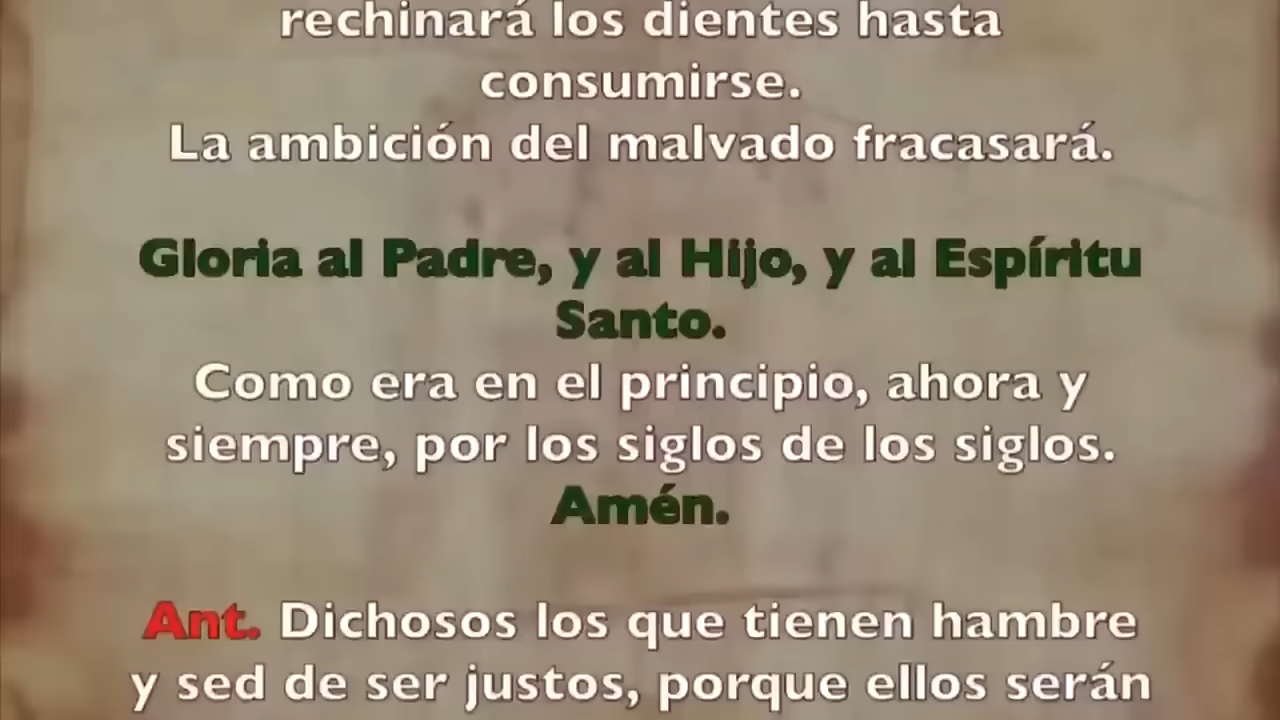 rechinará los dientes hasta
consumirse.
La ambición del malvado fracasará.
Gloria al Padre, y al Hijo, y al Espíritu
Santo.
Como era en el principio, ahora y
siempre, por los siglos de los siglos.
Amén.
Ant. Dichosos los que tienen hambre
y sed de ser justos, porque ellos serán